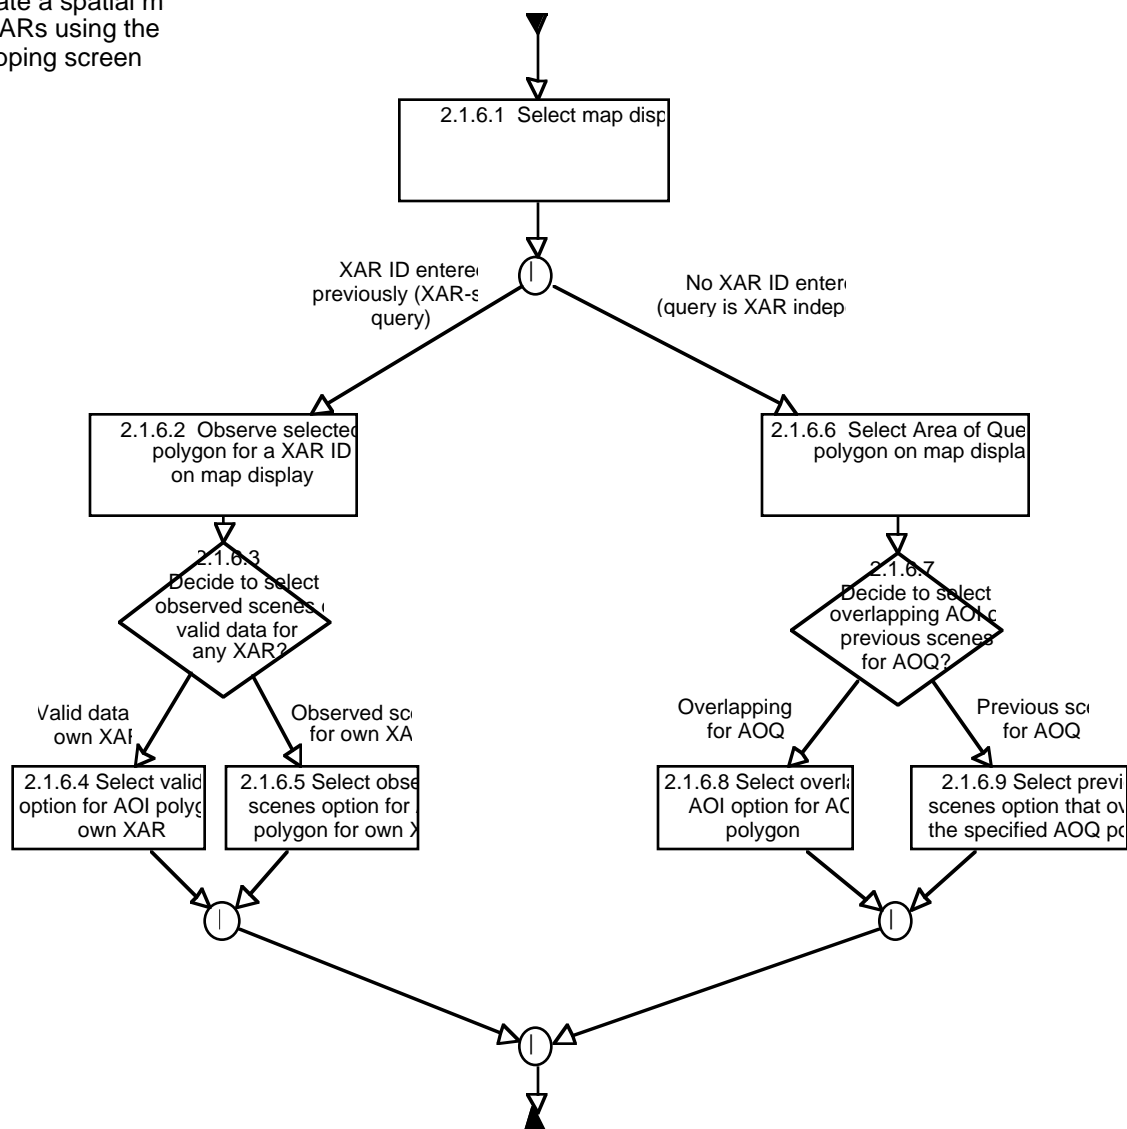 ate a spatial m
ARs using the
oping screen
2.1.6.1 Select map disp
XAR ID entere
previously (XAR-s
query)
No XAR ID enter
(query is XAR indep
2.1.6.2 Observe selected
polygon for a XAR ID
on map display
2.1.6.6 Select Area of Que
polygon on map displa
2.1.6.3
Decide to select
observed scenes
valid data for
any XAR?
2.1.6.7
Decide to select
overlapping AOI
previous scenes
for AOQ?
Valid data
own XAR
Observed sc
for own XA
Overlapping
for AOQ
Previous sc
for AOQ
2.1.6.4 Select valid
option for AOI polyg
own XAR
2.1.6.5 Select obse
scenes option for
polygon for own X
2.1.6.8 Select overl
AOI option for AO
polygon
2.1.6.9 Select previ
scenes option that ov
the specified AOQ po